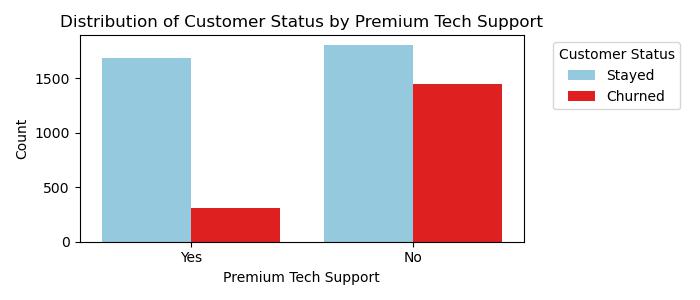 Distribution of Customer Status by Premium Tech Support
Customer Status
Stayed
Churned
1500
1000
500
0
Count
Yes
No
Premium Tech Support